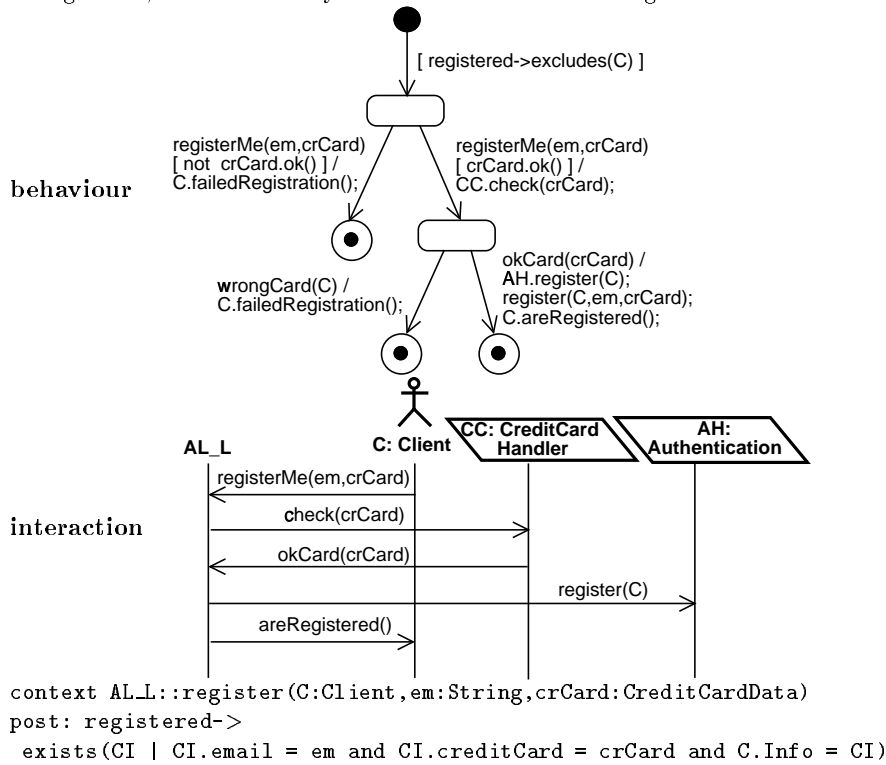 [ registered->excludes(C) ]
registerMe(em,crCard)
[ not crCard.ok() ] /
C.failedRegistration();
registerMe(em,crCard)
[ crCard.ok() ] /
CC.check(crCard);
behaviour
wrongCard(C) /
C.failedRegistration();
okCard(crCard) /
AH.register(C);
register(C,em,crCard);
C.areRegistered();
AL_L
C: Client
CC: CreditCard
Handler
AH:
Authentication
registerMe(em,crCard)
check(crCard)
interaction
okCard(crCard)
register(C)
areRegistered()
context AL_L::register(C:Client,em:String,crCard:CreditCardData)
post: registered->
exists(CI | CI.email = em and CI.creditCard = crCard and C.Info = CI)